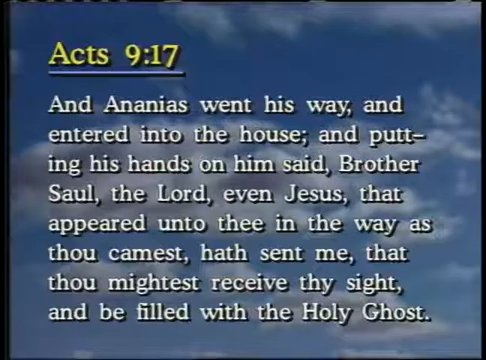 Acts 9:17
And Ananias went his way, and
entered into the house; and putt-
ing his hands on him said, Brother
Saul, the Lord, even Jesus, that
appeared unto thee in the way as
thou camest, hath sent me, that
thou mightest receive thy sight,
and be filled with the Holy Ghost.